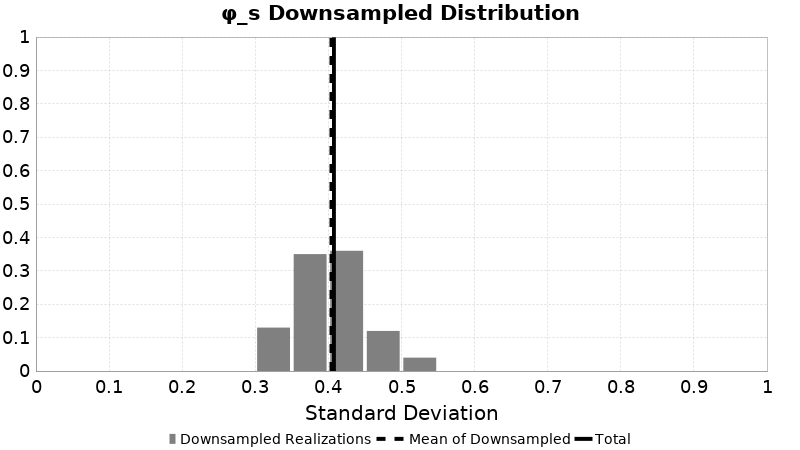 φ_s Downsampled Distribution
1
0.9
0.8
0.7
0.6
0.5
0.4
0.3
0.2
0.1
0
0 0.1 0.2 0.3 0.4 0.5 0.6 0.7 0.8 0.9 1
Standard Deviation
Downsampled Realizations Mean of Downsampled Total